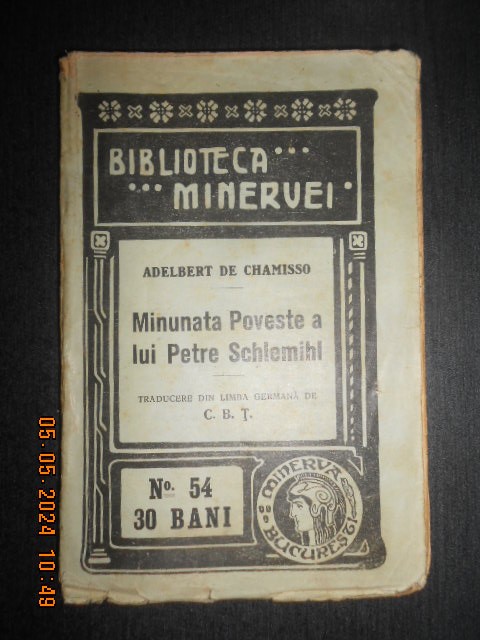 BIBLIOTECA
MINERVEI
ADELBERT DE CHAMISSO
Minunata Poveste a
lui Petre Schlemihl
TRADUCERE DIN LIMBA GERMANĂ DE
C. B. Ț.
No. 54
30 BANI
MINERVA
BUCUREȘTI
05.05.2024 10:49